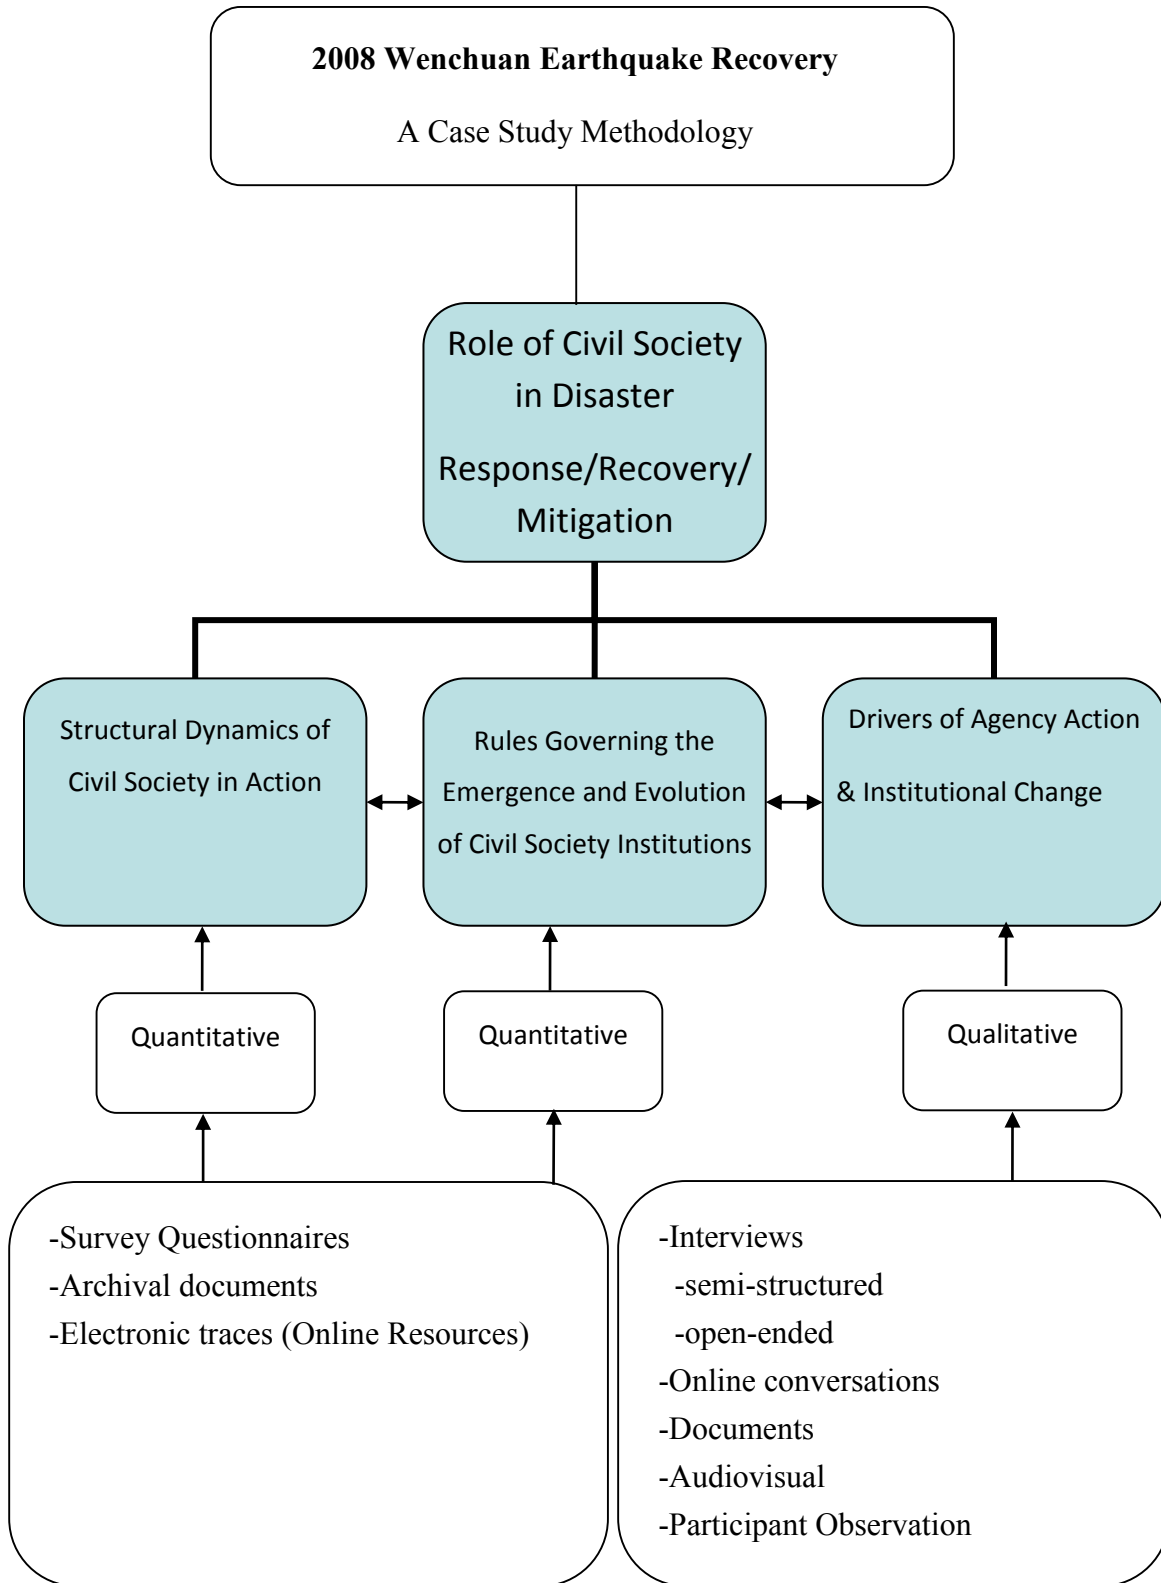 2008 Wenchuan Earthquake Recovery
A Case Study Methodology
Role of Civil Society
in Disaster
Response/Recovery/
Mitigation
Structural Dynamics of
Civil Society in Action
Rules Governing the
Emergence and Evolution
of Civil Society Institutions
Drivers of Agency Action
& Institutional Change
Quantitative
Quantitative
Qualitative
-Survey Questionnaires
-Archival documents
-Electronic traces (Online Resources)
-Interviews
-semi-structured
-open-ended
-Online conversations
-Documents
-Audiovisual
-Participant Observation